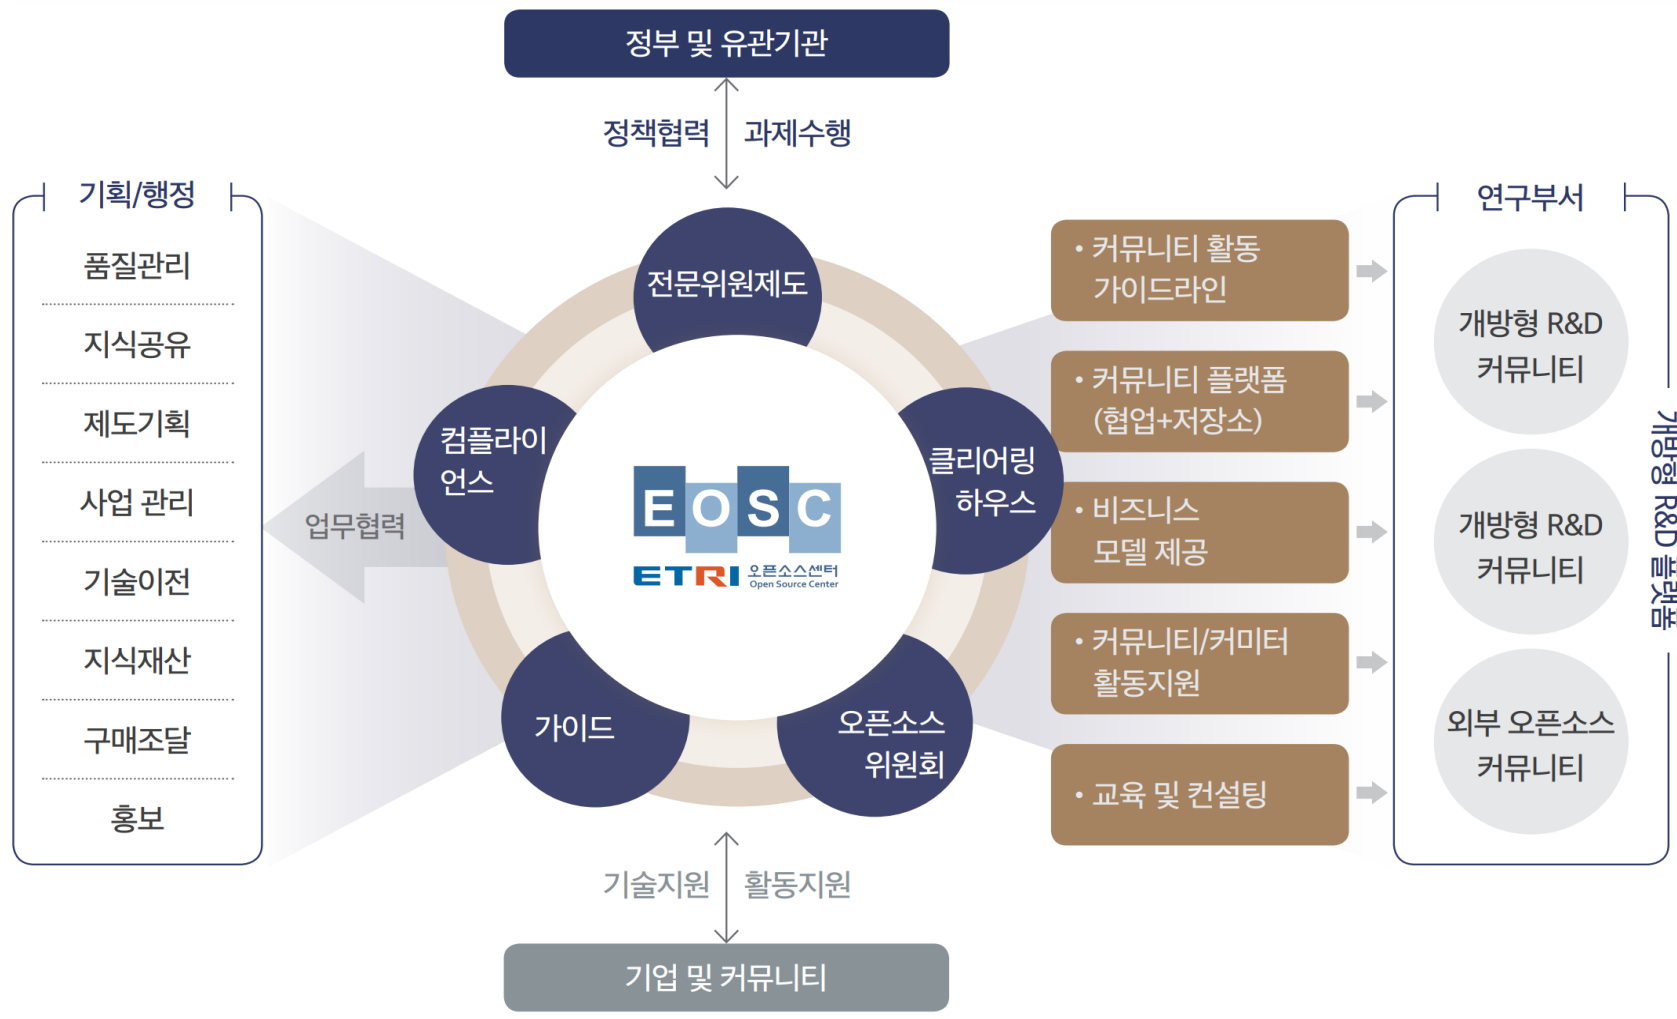 정부 및 유관기관
정책협력
과제수행
기획/행정
품질관리
지식공유
제도기획
사업 관리
기술이전
지식재산
구매조달
홍보
업무협력
전문위원제도
컴플라이
언스
클리어링
하우스
가이드
오픈소스
위원회
EOSC
ETRI 오픈소스센터
Open Source Center
• 커뮤니티 활동
가이드라인
• 커뮤니티 플랫폼
(협업+저장소)
• 비즈니스
모델 제공
• 커뮤니티/커미터
활동지원
• 교육 및 컨설팅
연구부서
개방형 R&D
커뮤니티
개방형 R&D
커뮤니티
외부 오픈소스
커뮤니티
개방형 R&D 플랫폼
기술지원
활동지원
기업 및 커뮤니티